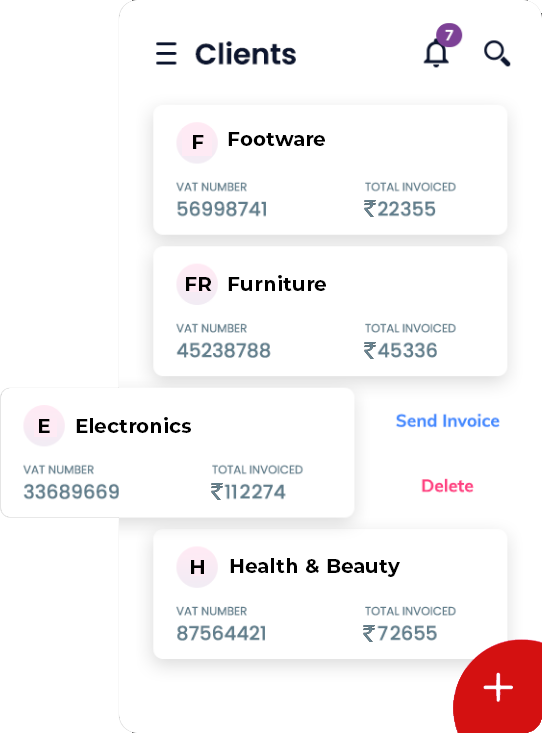 Clients
7
F Footware
VAT NUMBER TOTAL INVOICED
56998741 ₹22355
FR Furniture
VAT NUMBER TOTAL INVOICED
45238788 ₹45336
E Electronics Send Invoice
VAT NUMBER TOTAL INVOICED
33689669 ₹112274 Delete
H Health & Beauty
VAT NUMBER TOTAL INVOICED
87564421 ₹72655